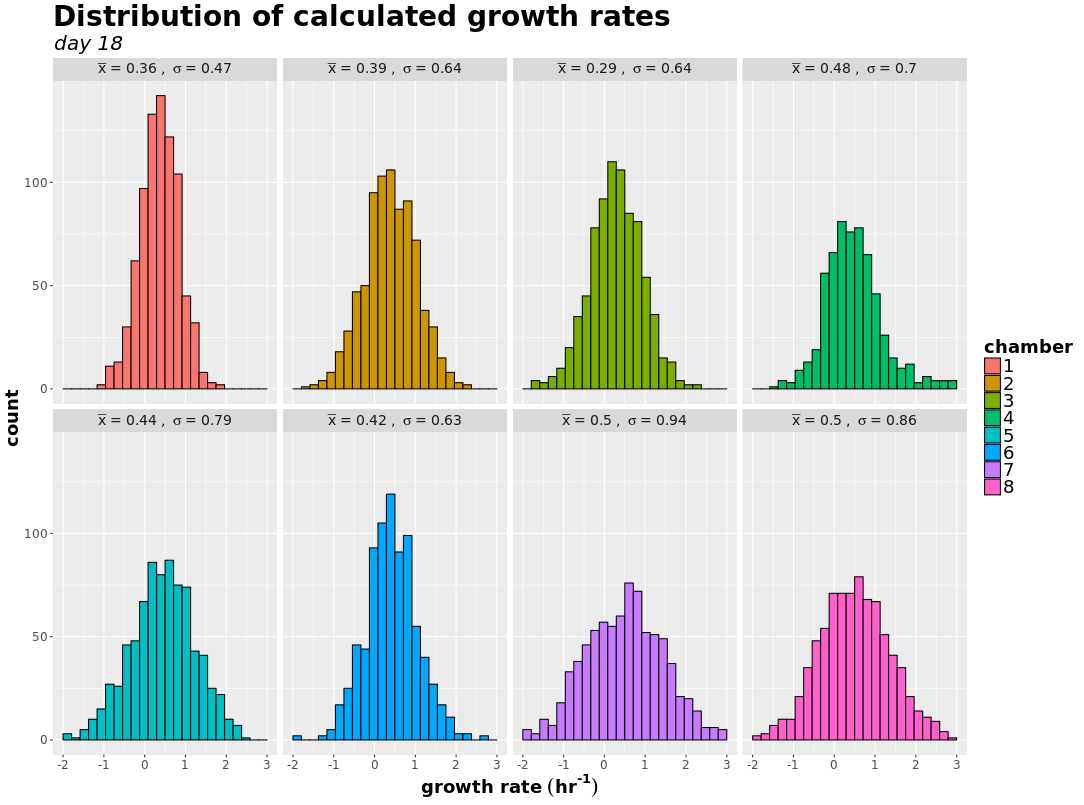 Distribution of calculated growth rates
day 18
x̅ = 0.36 , σ = 0.47
x̅ = 0.39 , σ = 0.64
x̅ = 0.29 , σ = 0.64
x̅ = 0.48 , σ = 0.7
100
50
0
x̅ = 0.44 , σ = 0.79
x̅ = 0.42 , σ = 0.63
x̅ = 0.5 , σ = 0.94
x̅ = 0.5 , σ = 0.86
100
50
0
-2 -1 0 1 2 3
-2 -1 0 1 2 3
-2 -1 0 1 2 3
-2 -1 0 1 2 3
count
growth rate (hr⁻¹)
chamber
1
2
3
4
5
6
7
8